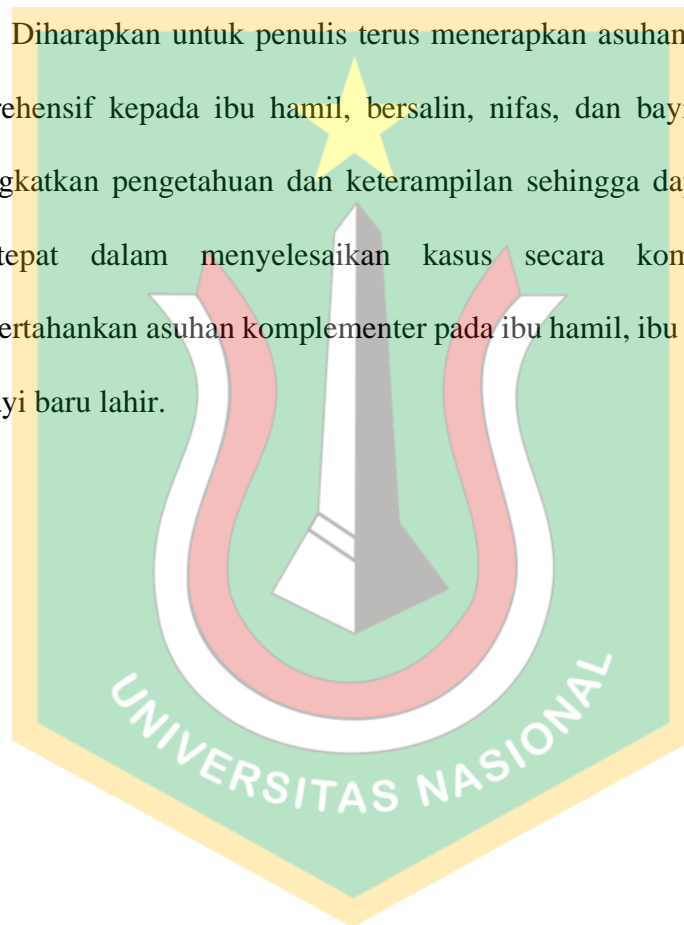 Diharapkan untuk penulis terus menerapkan asuhan
rehensif kepada ibu hamil, bersalin, nifas, dan bay
gkatkan pengetahuan dan keterampilan sehingga da
tepat dalam menyelesaikan kasus secara kom
ertahankan asuhan komplementer pada ibu hamil, ibu
yi baru lahir.
UNIVERSITAS NASIONAL